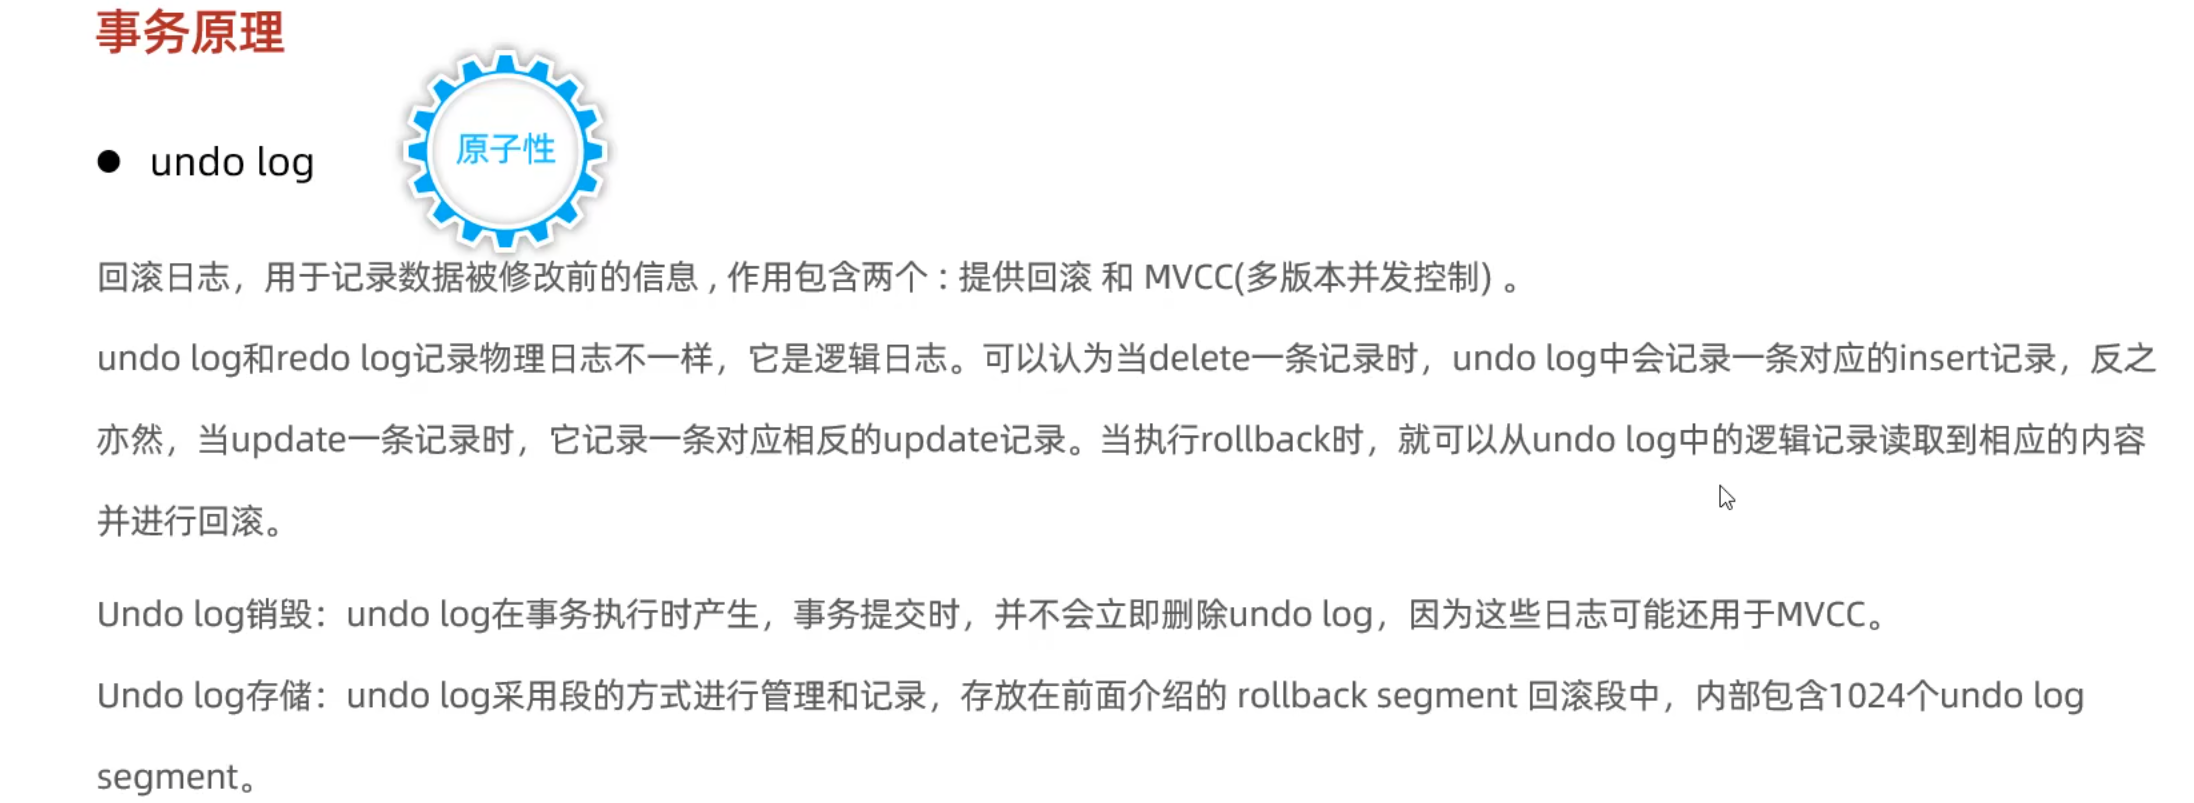 事务原理
原子性
● undo log
回滚日志，用于记录数据被修改前的信息 , 作用包含两个 : 提供回滚 和 MVCC(多版本并发控制) 。
undo log和redo log记录物理日志不一样，它是逻辑日志。可以认为当delete一条记录时，undo log中会记录一条对应的insert记录，反之
亦然，当update一条记录时，它记录一条对应相反的update记录。当执行rollback时，就可以从undo log中的逻辑记录读取到相应的内容
并进行回滚。
Undo log销毁：undo log在事务执行时产生，事务提交时，并不会立即删除undo log，因为这些日志可能还用于MVCC。
Undo log存储：undo log采用段的方式进行管理和记录，存放在前面介绍的 rollback segment 回滚段中，内部包含1024个undo log
segment。